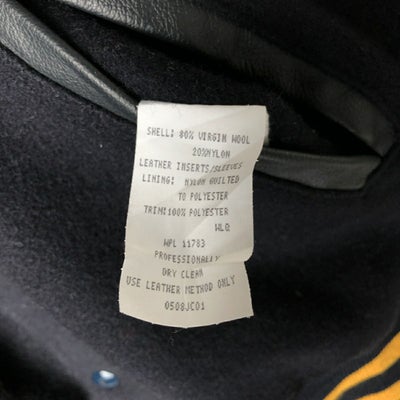 SHELL: 80% VIRGIN WOOL
20%NYLON
LEATHER INSERTS/SLEEVES
LINING: NYLON QUILTED
TO POLYESTER
TRIM:100% POLYESTER
WLQ
WPL 11783
PROFESSIONALLY
DRY CLEAN
USE LEATHER METHOD ONLY
0508JC01